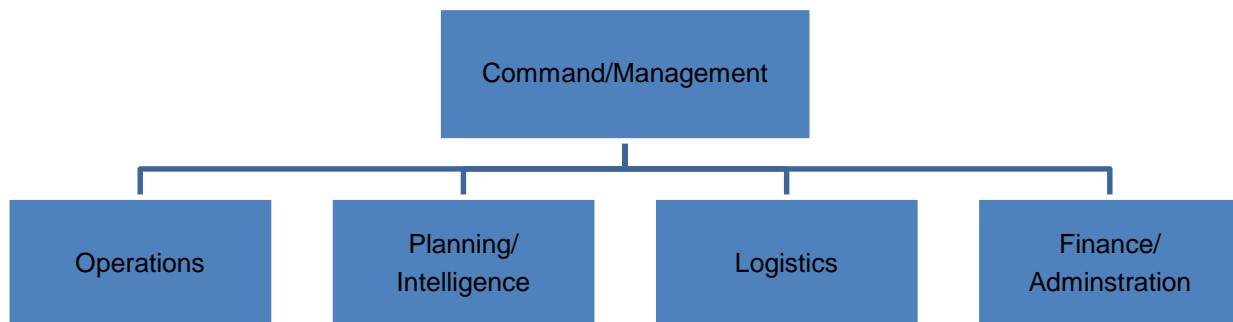 Command/Management
Operations
Planning/
Intelligence
Logistics
Finance/
Adminstration